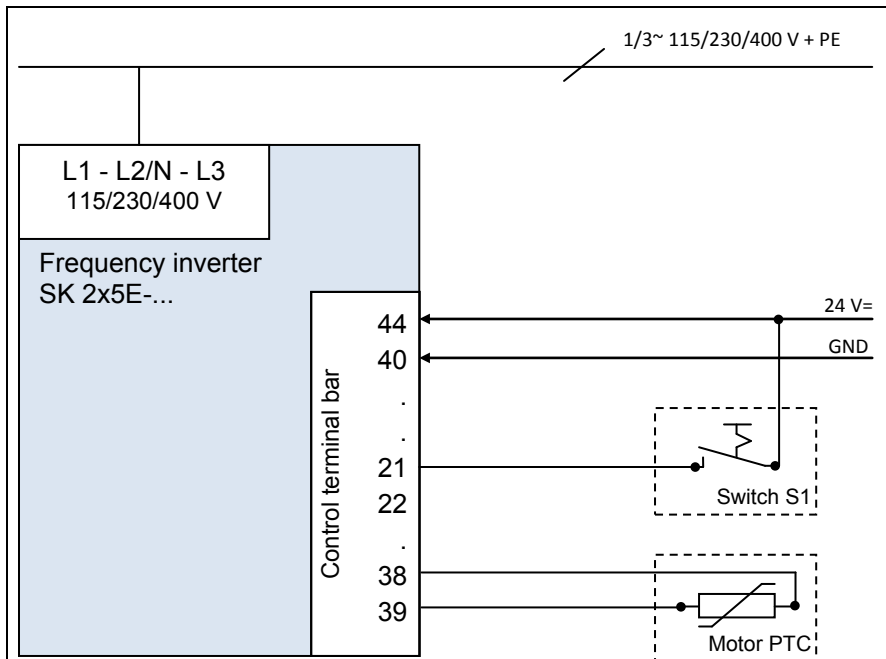 1/3~ 115/230/400 V + PE
L1 - L2/N - L3
115/230/400 V
Frequency inverter
SK 2x5E-...
Control terminal bar
44
24 V=
40
GND
.
.
21
22
Switch S1
.
38
39
Motor PTC